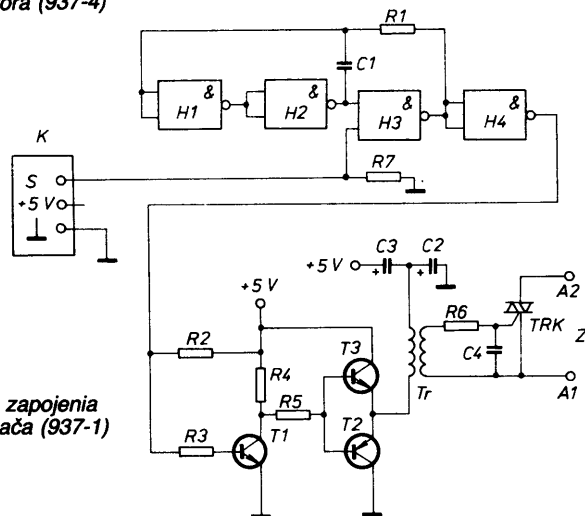 ora (937-4)
R1
C1
&
H1
&
H2
&
H3
&
H4
K
R7
S
+5 V
+5 V
C3
C2
+
+
+5 V
A2
R6
TRK
Z
R2
T3
C4
R4
Tr
A1
zapojenia
ača (937-1)
R5
R3
T1
T2